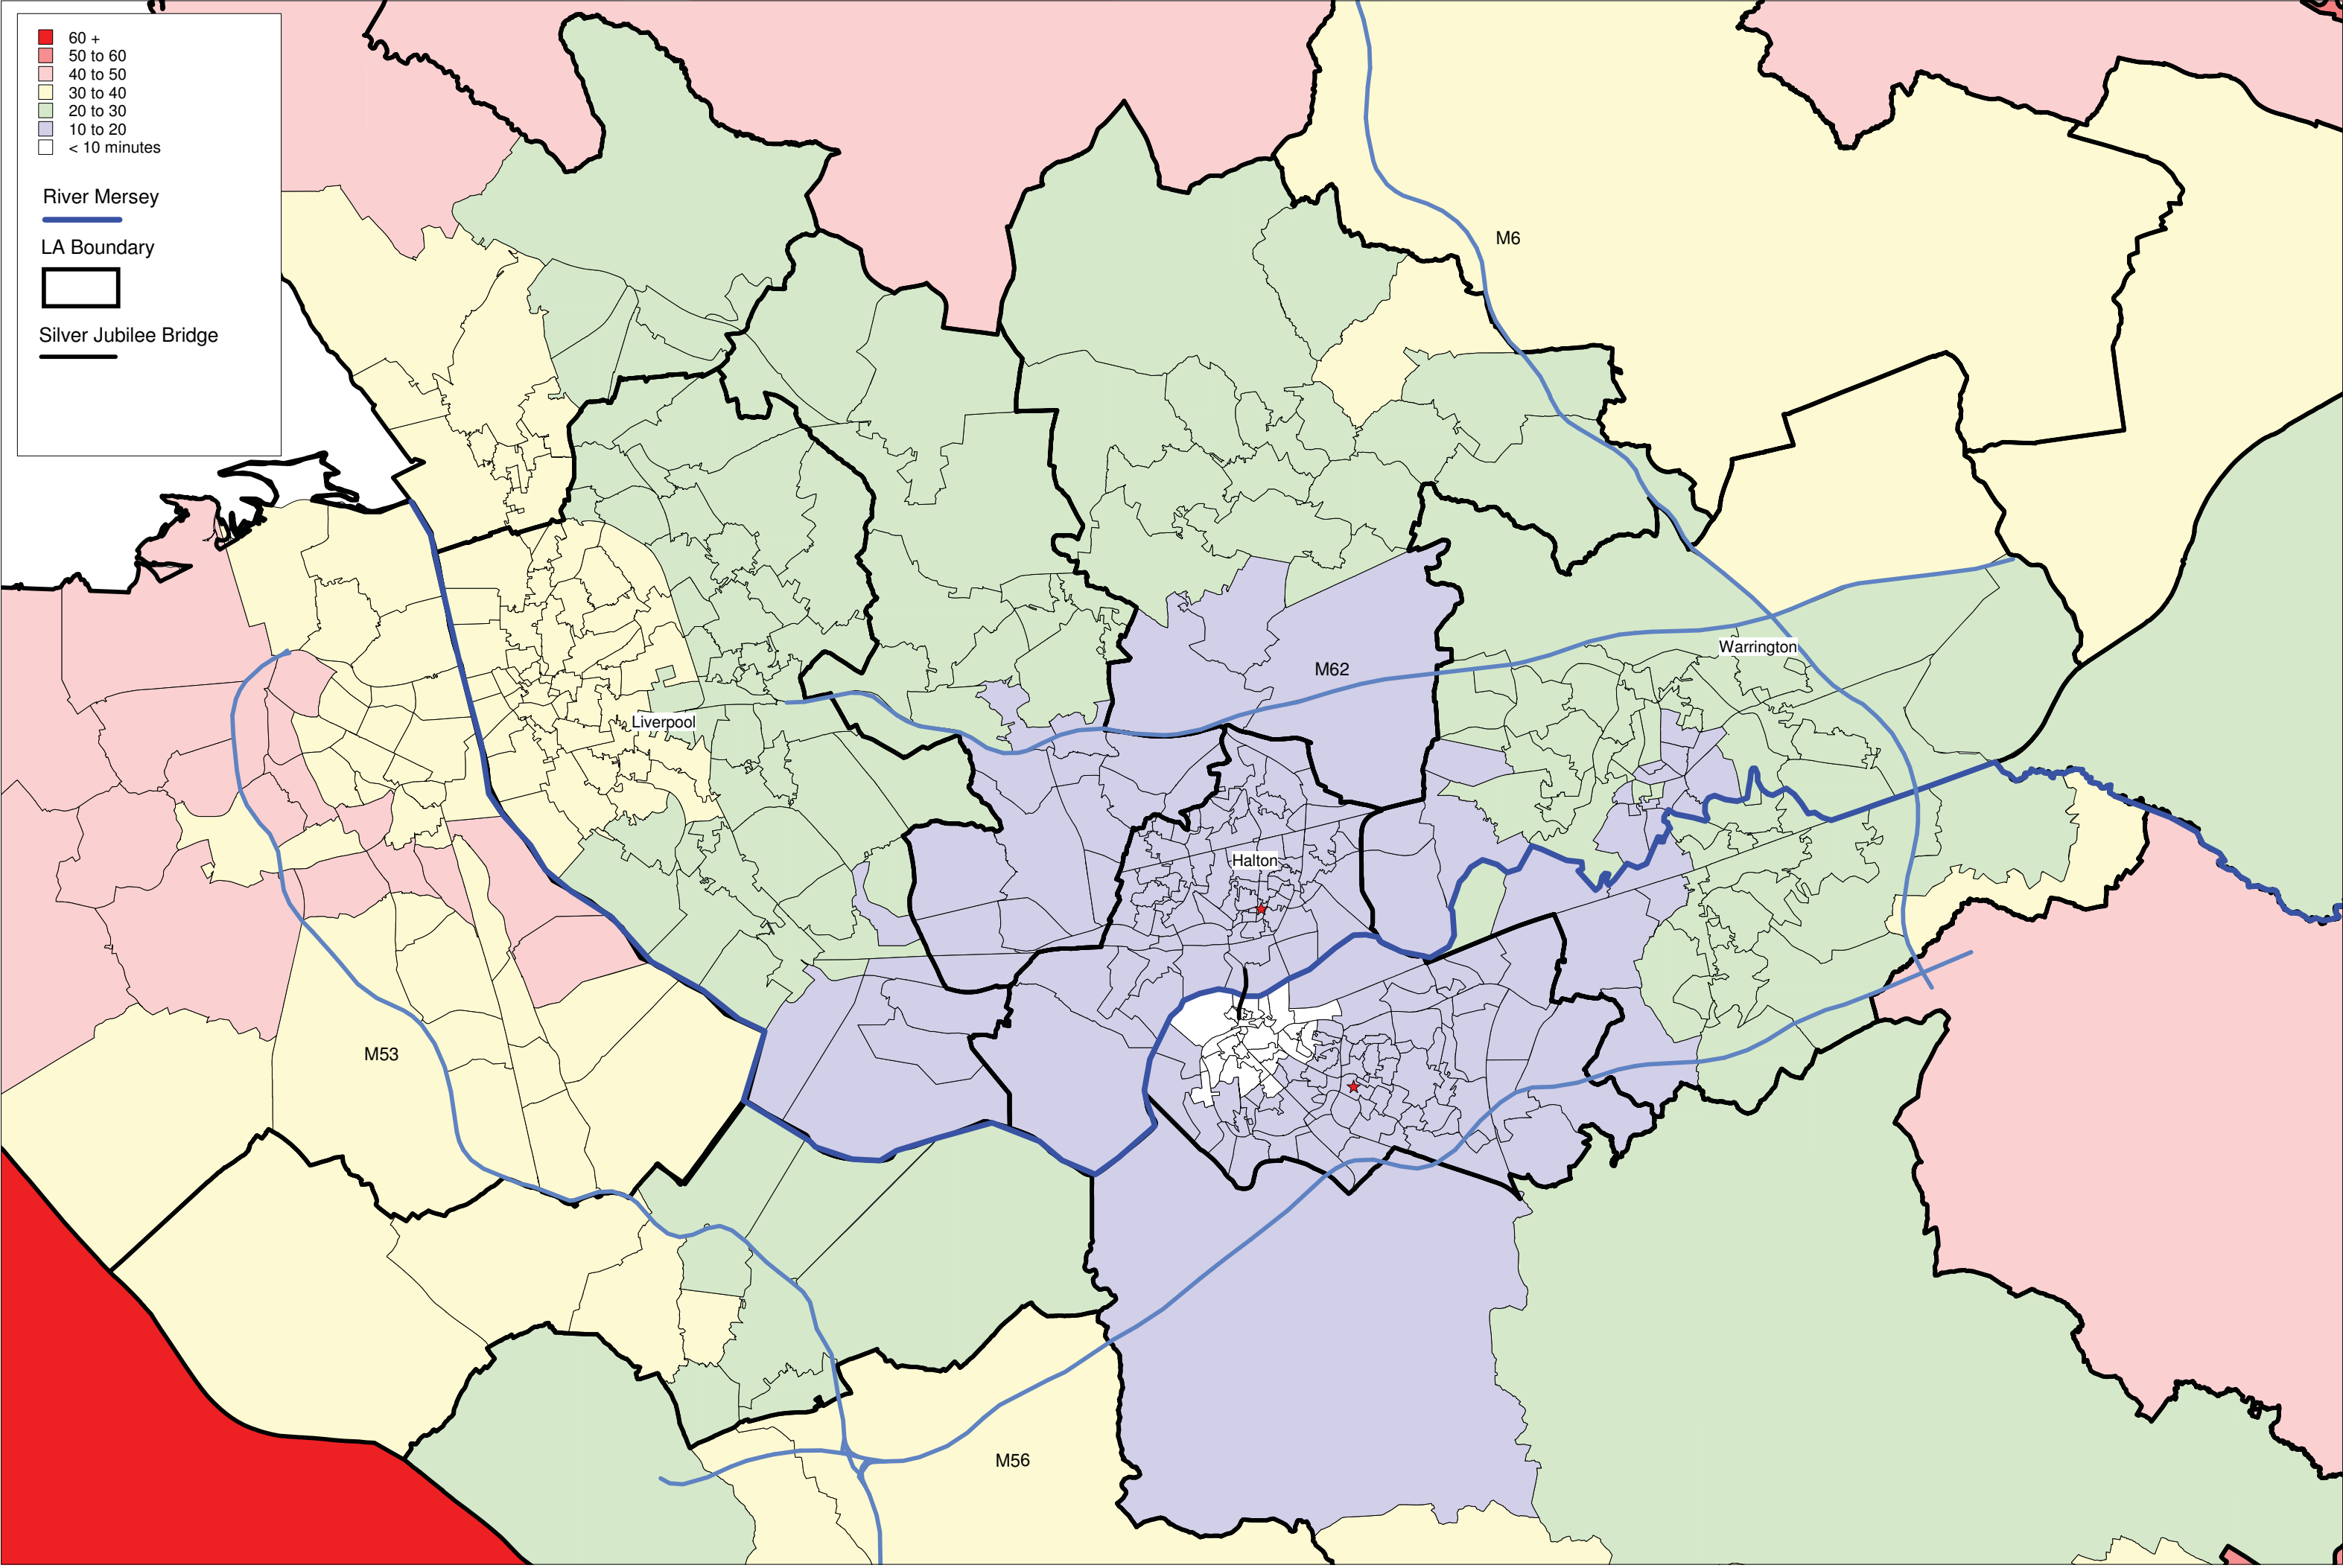 60 +
50 to 60
40 to 50
30 to 40
20 to 30
10 to 20
< 10 minutes
River Mersey
LA Boundary
Silver Jubilee Bridge
M6
Warrington
M62
Liverpool
Halton
M53
M56